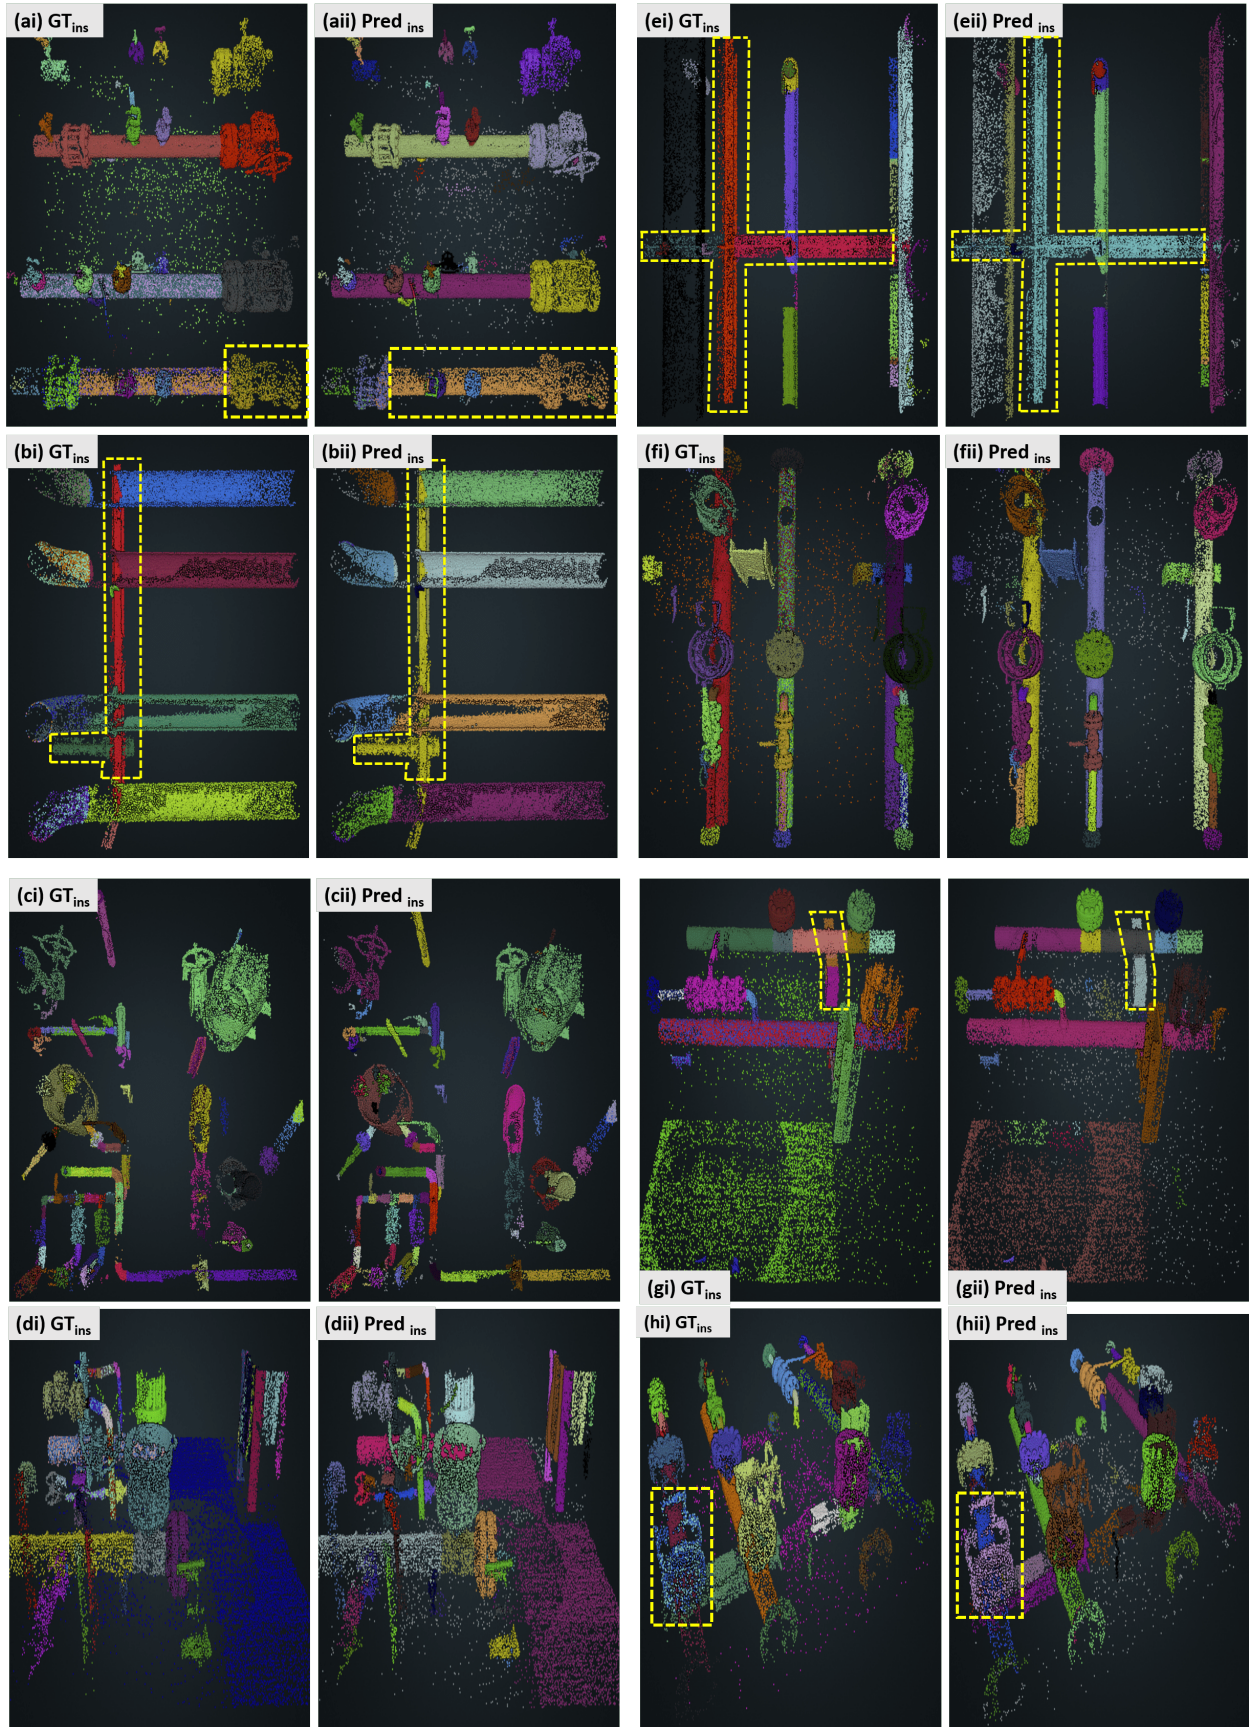 (ai) GTins
(aii) Pred ins
(ei) GTins
(eii) Pred ins
(bi) GTins
(bii) Pred ins
(fi) GTins
(fii) Pred ins
(ci) GTins
(cii) Pred ins
(gi) GTins
(gii) Pred ins
(di) GTins
(dii) Pred ins
(hi) GTins
(hii) Pred ins